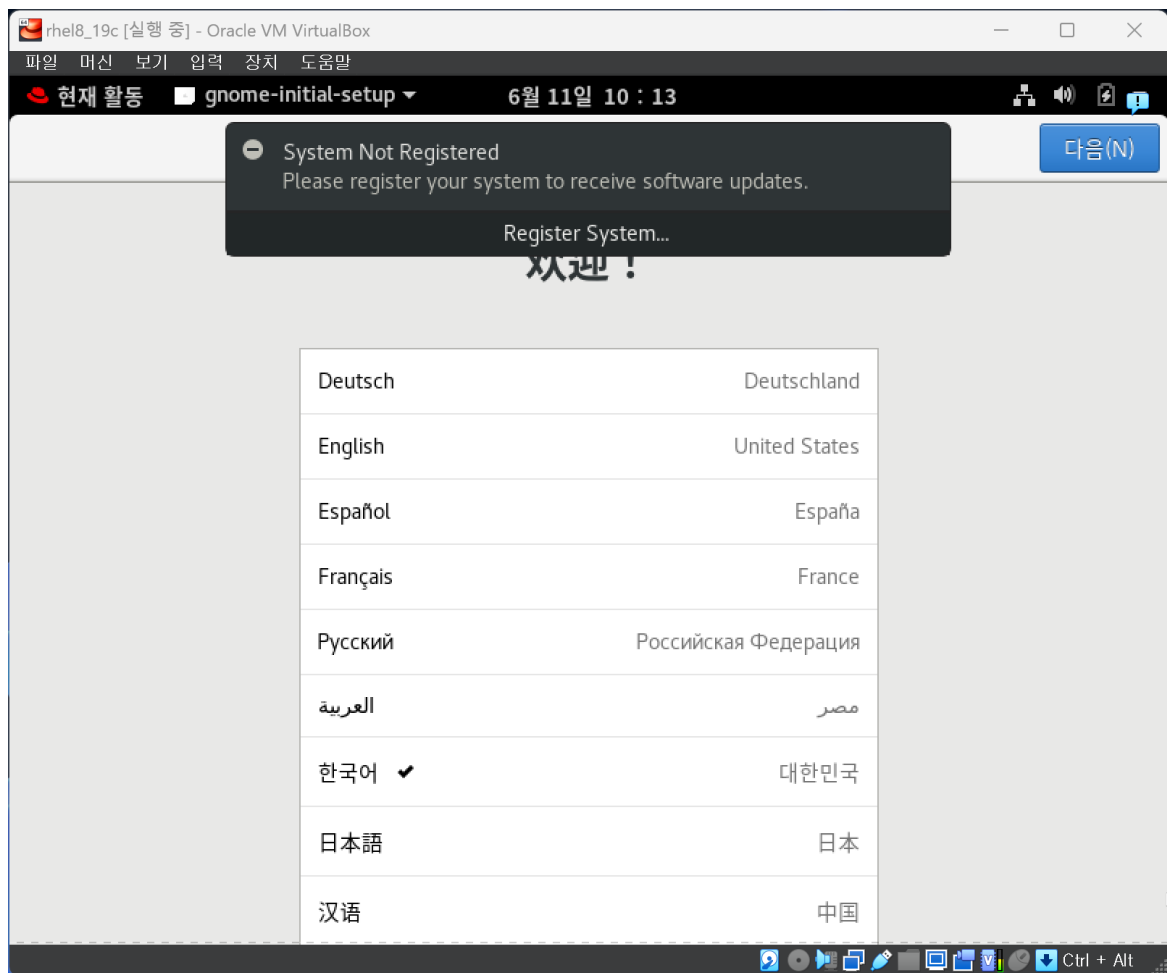 rhel8_19c [실행 중] - Oracle VM VirtualBox
파일 머신 보기 입력 장치 도움말
현재 활동 gnome-initial-setup 6월 11일 10 : 13
System Not Registered
Please register your system to receive software updates.
Register System...
다음(N)
欢迎！
Deutsch Deutschland
English United States
Español España
Français France
Русский Российская Федерация
العربية مصر
한국어 대한민국
日本語 日本
汉语 中国
Ctrl + Alt